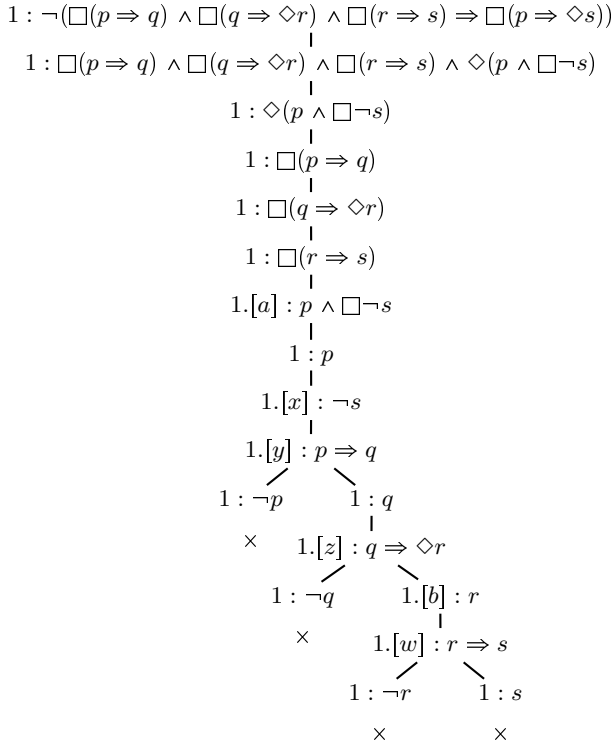 1 : ¬(□(p ⇒ q) ∧ □(q ⇒ ◇r) ∧ □(r ⇒ s) ⇒ □(p ⇒ ◇s))
1 : □(p ⇒ q) ∧ □(q ⇒ ◇r) ∧ □(r ⇒ s) ∧ ◇(p ∧ □¬s)
1 : ◇(p ∧ □¬s)
1 : □(p ⇒ q)
1 : □(q ⇒ ◇r)
1 : □(r ⇒ s)
1.[a] : p ∧ □¬s
1 : p
1.[x] : ¬s
1.[y] : p ⇒ q
1 : ¬p 1 : q
× 1.[z] : q ⇒ ◇r
1 : ¬q 1.[b] : r
× 1.[w] : r ⇒ s
1 : ¬r 1 : s
× ×